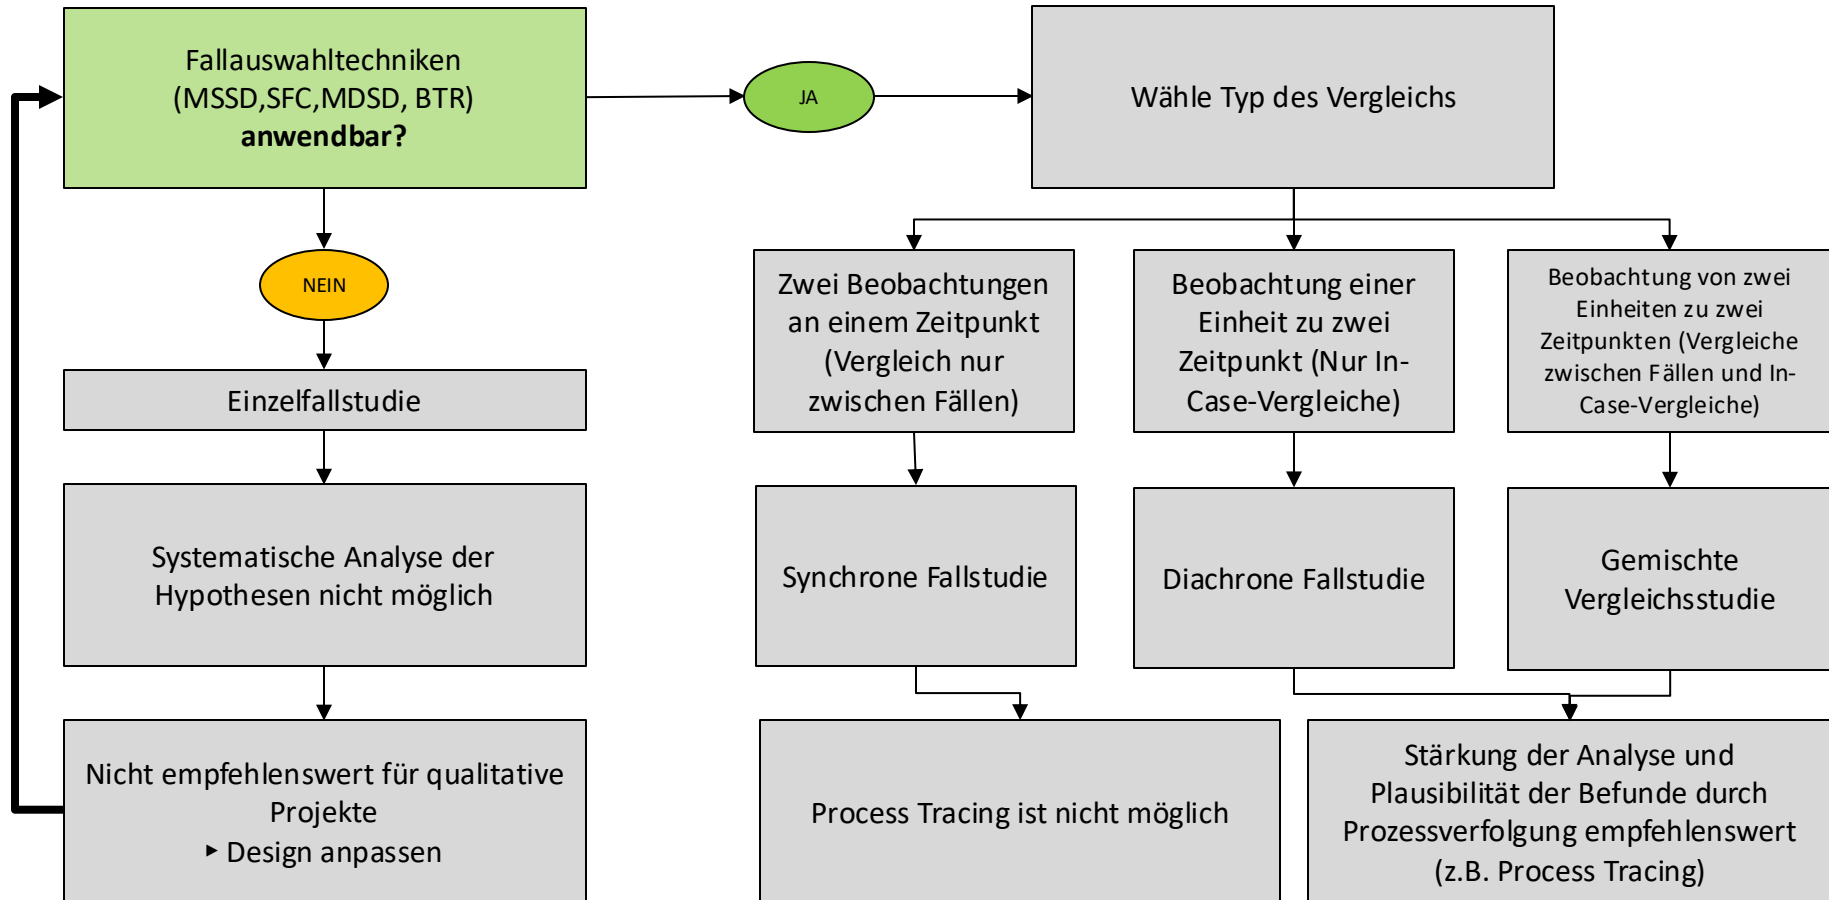 Fallauswahltechniken
(MSSD,SFC,MDSD, BTR)
anwendbar?
JA
Wähle Typ des Vergleichs
NEIN
Einzelfallstudie
Systematische Analyse der
Hypothesen nicht möglich
Nicht empfehlenswert für qualitative
Projekte
▶ Design anpassen
Zwei Beobachtungen
an einem Zeitpunkt
(Vergleich nur
zwischen Fällen)
Beobachtung einer
Einheit zu zwei
Zeitpunkt (Nur In-
Case-Vergleiche)
Beobachtung von zwei
Einheiten zu zwei
Zeitpunkten (Vergleiche
zwischen Fällen und In-
Case-Vergleiche)
Synchrone Fallstudie
Diachrone Fallstudie
Gemischte
Vergleichsstudie
Process Tracing ist nicht möglich
Stärkung der Analyse und
Plausibilität der Befunde durch
Prozessverfolgung empfehlenswert
(z.B. Process Tracing)